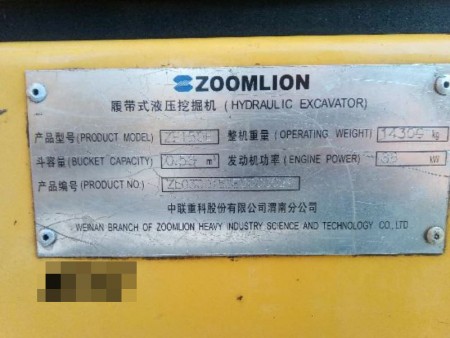 ZOOMLION
履带式液压挖掘机 (HYDRAULIC EXCAVATOR)
产品型号(PRODUCT MODEL) 整机重量 (OPERATING WEIGHT) kg
斗容量(BUCKET CAPACITY) 0.55 m³ 发动机功率 (ENGINE POWER) kW
产品编号(PRODUCT NO.)
中联重科股份有限公司渭南分公司
WEINAN BRANCH OF ZOOMLION HEAVY INDUSTRY SCIENCE AND TECHNOLOGY CO., LTD